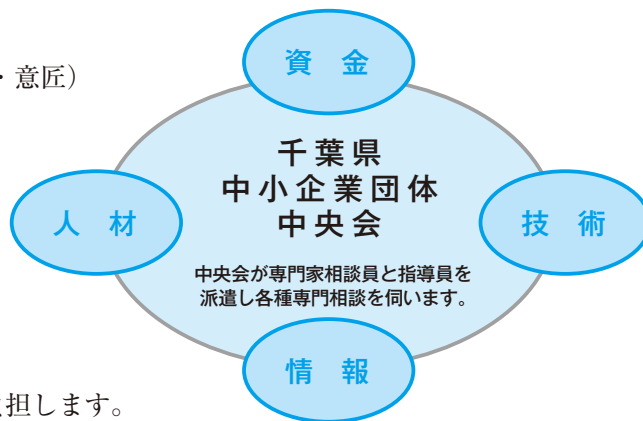 ・意匠）
資　金
千葉県
中小企業団体
中央会
人　材
技　術
中央会が専門家相談員と指導員を
派遣し各種専門相談を伺います。
情　報
担します。